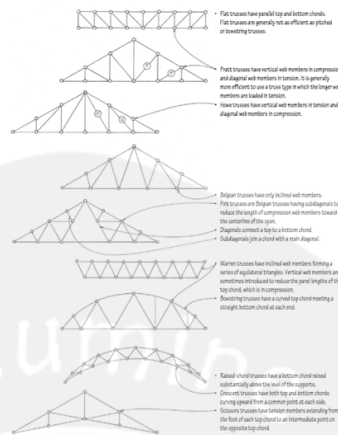 • Flat trusses have parallel top and bottom chords.
Flat trusses are generally not as efficient as pitched
or bowstring trusses.
• Pratt trusses have vertical web members in compression
and diagonal web members in tension. It is generally
more efficient to use a truss type in which the longer web
members are loaded in tension.
• Howe trusses have vertical web members in tension and
diagonal web members in compression.
• Belgian trusses have only inclined web members.
• Fink trusses are Belgian trusses having subdiagonals to
reduce the length of compression web members toward
the centerline of the span.
• Diagonals connect a top to a bottom chord.
• Subdiagonals join a chord with a main diagonal.
• Warren trusses have inclined web members forming a
series of equilateral triangles. Vertical web members are
sometimes introduced to reduce the panel lengths of the
top chord, which is in compression.
• Bowstring trusses have a curved top chord meeting a
straight bottom chord at each end.
• Raised-chord trusses have a bottom chord raised
substantially above the level of the supports.
• Crescent trusses have both top and bottom chords
curving upward from a common point at each side.
• Scissors trusses have tension members extending from
the foot of each top chord to an intermediate point on
the opposite top chord.